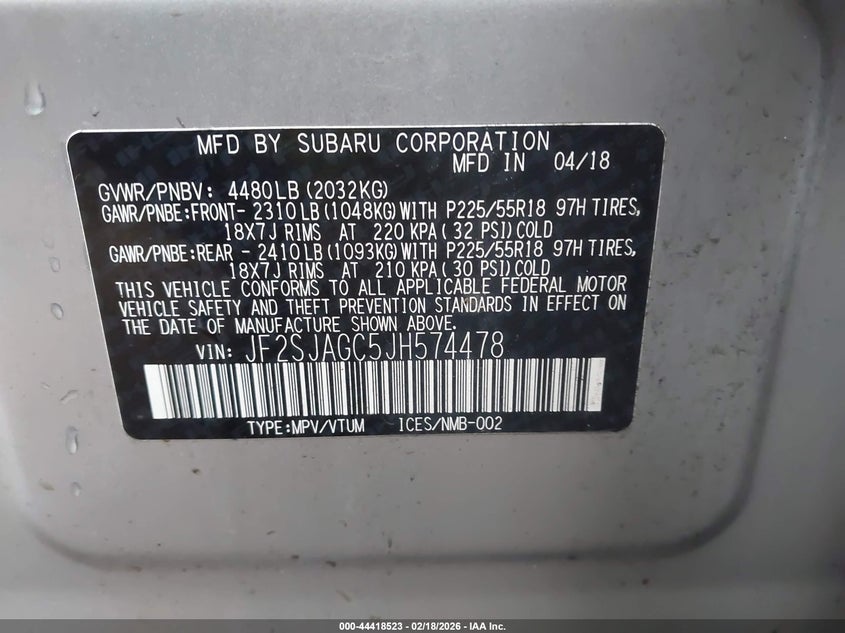 MFD BY SUBARU CORPORATION
MFD IN 04/18
GVWR/PNBV: 4480LB (2032KG)
GAWR/PNBE:FRONT- 2310LB (1048KG) WITH P225/55R18 97H TIRES,
18X7J RIMS AT 220 KPA (32 PSI) COLD
GAWR/PNBE:REAR - 2410LB (1093KG) WITH P225/55R18 97H TIRES,
18X7J RIMS AT 210 KPA (30 PSI) COLD
THIS VEHICLE CONFORMS TO ALL APPLICABLE FEDERAL MOTOR
VEHICLE SAFETY AND THEFT PREVENTION STANDARDS IN EFFECT ON
THE DATE OF MANUFACTURE SHOWN ABOVE.
VIN: JF2SJAGC5JH574478
TYPE:MPV/VTUM ICES/NMB-002
000-44418523 - 02/18/2026 - IAA Inc.